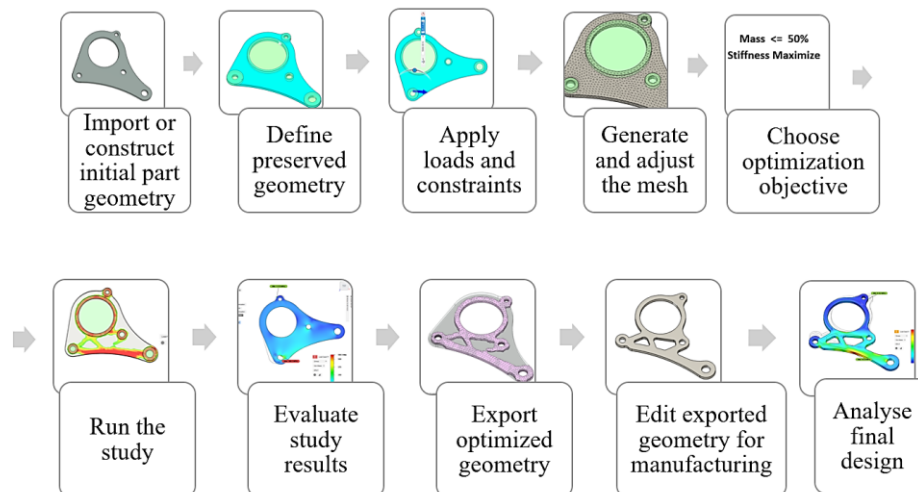 Mass <= 50%
Stiffness Maximize
Import or
construct
initial part
geometry
Define
preserved
geometry
Apply
loads and
constraints
Generate
and adjust
the mesh
Choose
optimization
objective
Run the
study
Evaluate
study
results
Export
optimized
geometry
Edit exported
geometry for
manufacturing
Analyse
final
design